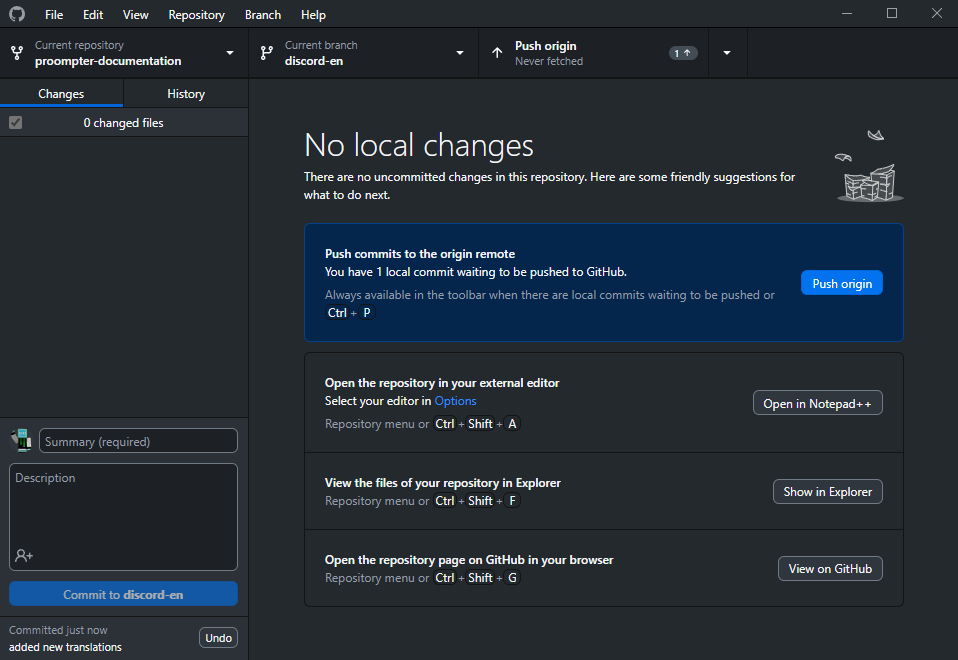 File Edit View Repository Branch Help
Current repository
proompter-documentation
Current branch
discord-en
Push origin
Never fetched
1
Changes History
0 changed files
No local changes
There are no uncommitted changes in this repository. Here are some friendly suggestions for
what to do next.
Push commits to the origin remote
You have 1 local commit waiting to be pushed to GitHub.
Always available in the toolbar when there are local commits waiting to be pushed or
Ctrl + P
Push origin
Open the repository in your external editor
Select your editor in Options
Repository menu or Ctrl + Shift + A
Open in Notepad++
View the files of your repository in Explorer
Repository menu or Ctrl + Shift + F
Show in Explorer
Open the repository page on GitHub in your browser
Repository menu or Ctrl + Shift + G
View on GitHub
Summary (required)
Description
Commit to discord-en
Committed just now
added new translations
Undo